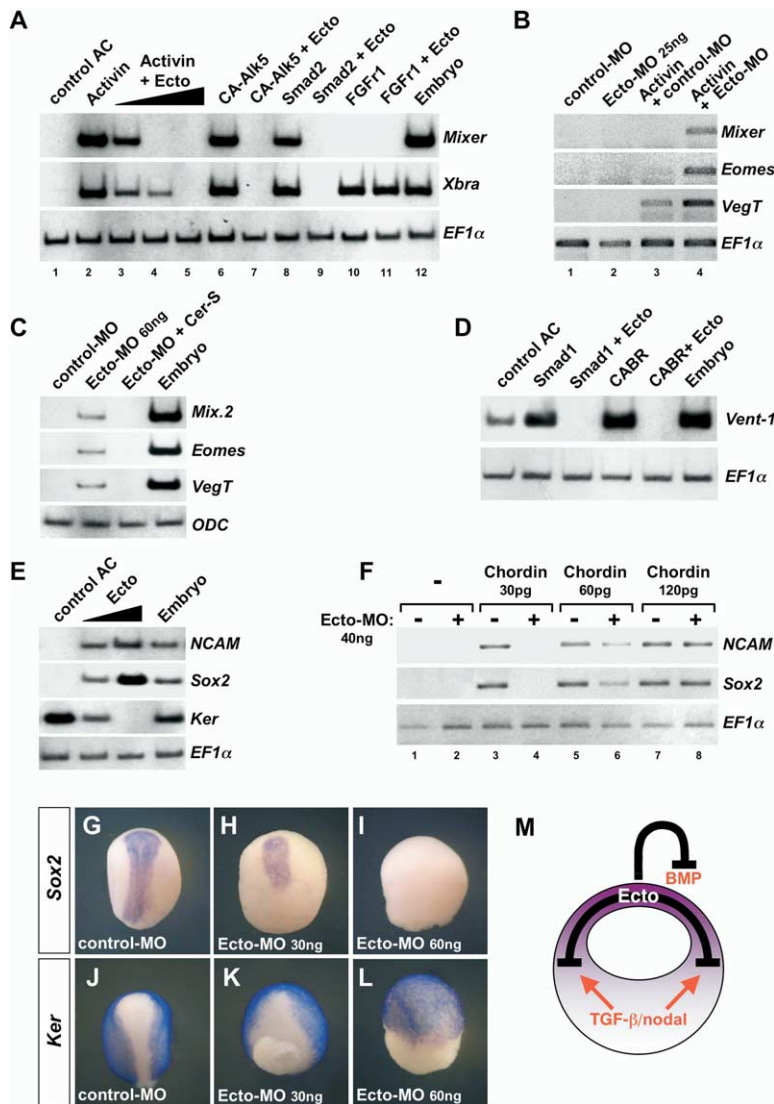 A
control AC
Activin
Activin
+ Ecto
CA-Alk5
CA-Alk5 + Ecto
Smad2
Smad2 + Ecto
FGFr1
FGFr1 + Ecto
Embryo
Mixer
Xbra
EF1α
1 2 3 4 5 6 7 8 9 10 11 12
B
control-MO
Ecto-MO 25ng
Activin
+ control-MO
Activin
+ Ecto-MO
Mixer
Eomes
VegT
EF1α
1 2 3 4
C
control-MO
Ecto-MO 60ng
Ecto-MO + Cer-S
Embryo
Mix.2
Eomes
VegT
ODC
D
control AC
Smad1
Smad1 + Ecto
CABR
CABR+ Ecto
Embryo
Vent-1
EF1α
E
control AC
Ecto
Embryo
NCAM
Sox2
Ker
EF1α
F
-
Chordin
30pg
Chordin
60pg
Chordin
120pg
Ecto-MO:
40ng
- + - + - + - +
NCAM
Sox2
EF1α
1 2 3 4 5 6 7 8
Sox2
G
control-MO
H
Ecto-MO 30ng
I
Ecto-MO 60ng
Ker
J
control-MO
K
Ecto-MO 30ng
L
Ecto-MO 60ng
M
BMP
Ecto
TGF-β/nodal